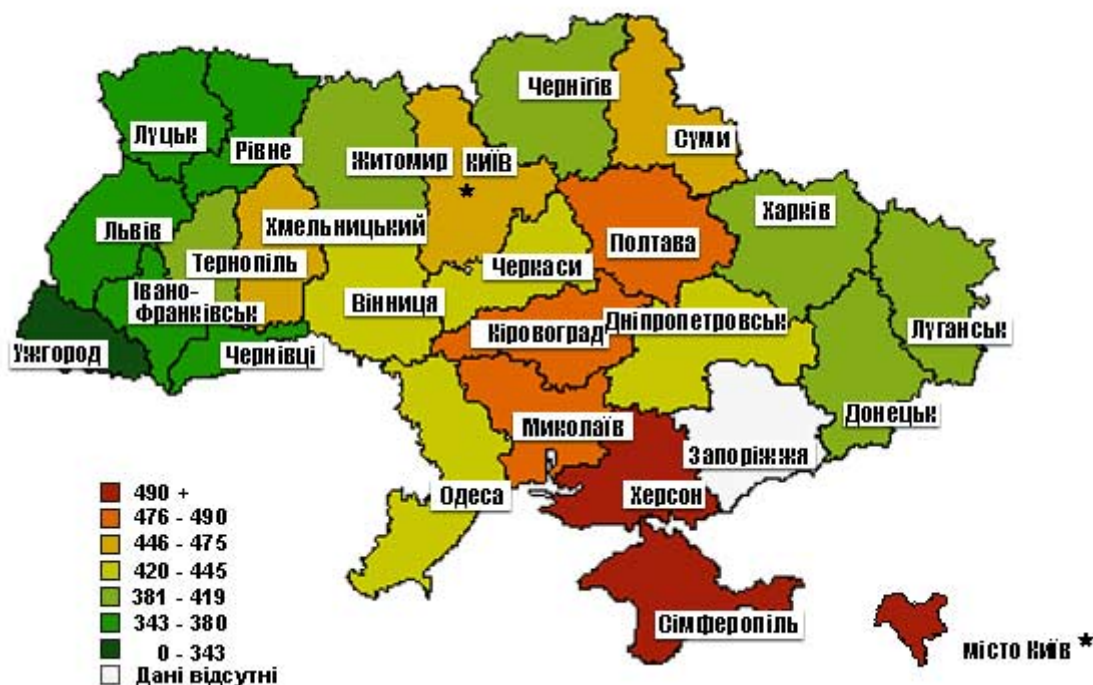 Чернігів
Суми
Луцьк
Рівне
Житомир
КИЇВ
*
Львів
Тернопіль
Хмельницький
Харків
Полтава
Черкаси
Вінниця
Івано-
Франківськ
Кіровоград
Дніпропетровськ
Луганськ
Ужгород
Чернівці
Донецьк
Миколаїв
Запоріжжя
Херсон
Одеса
Сімферополь
місто Київ *
490 +
476 - 490
446 - 475
420 - 445
381 - 419
343 - 380
0 - 343
Дані відсутні